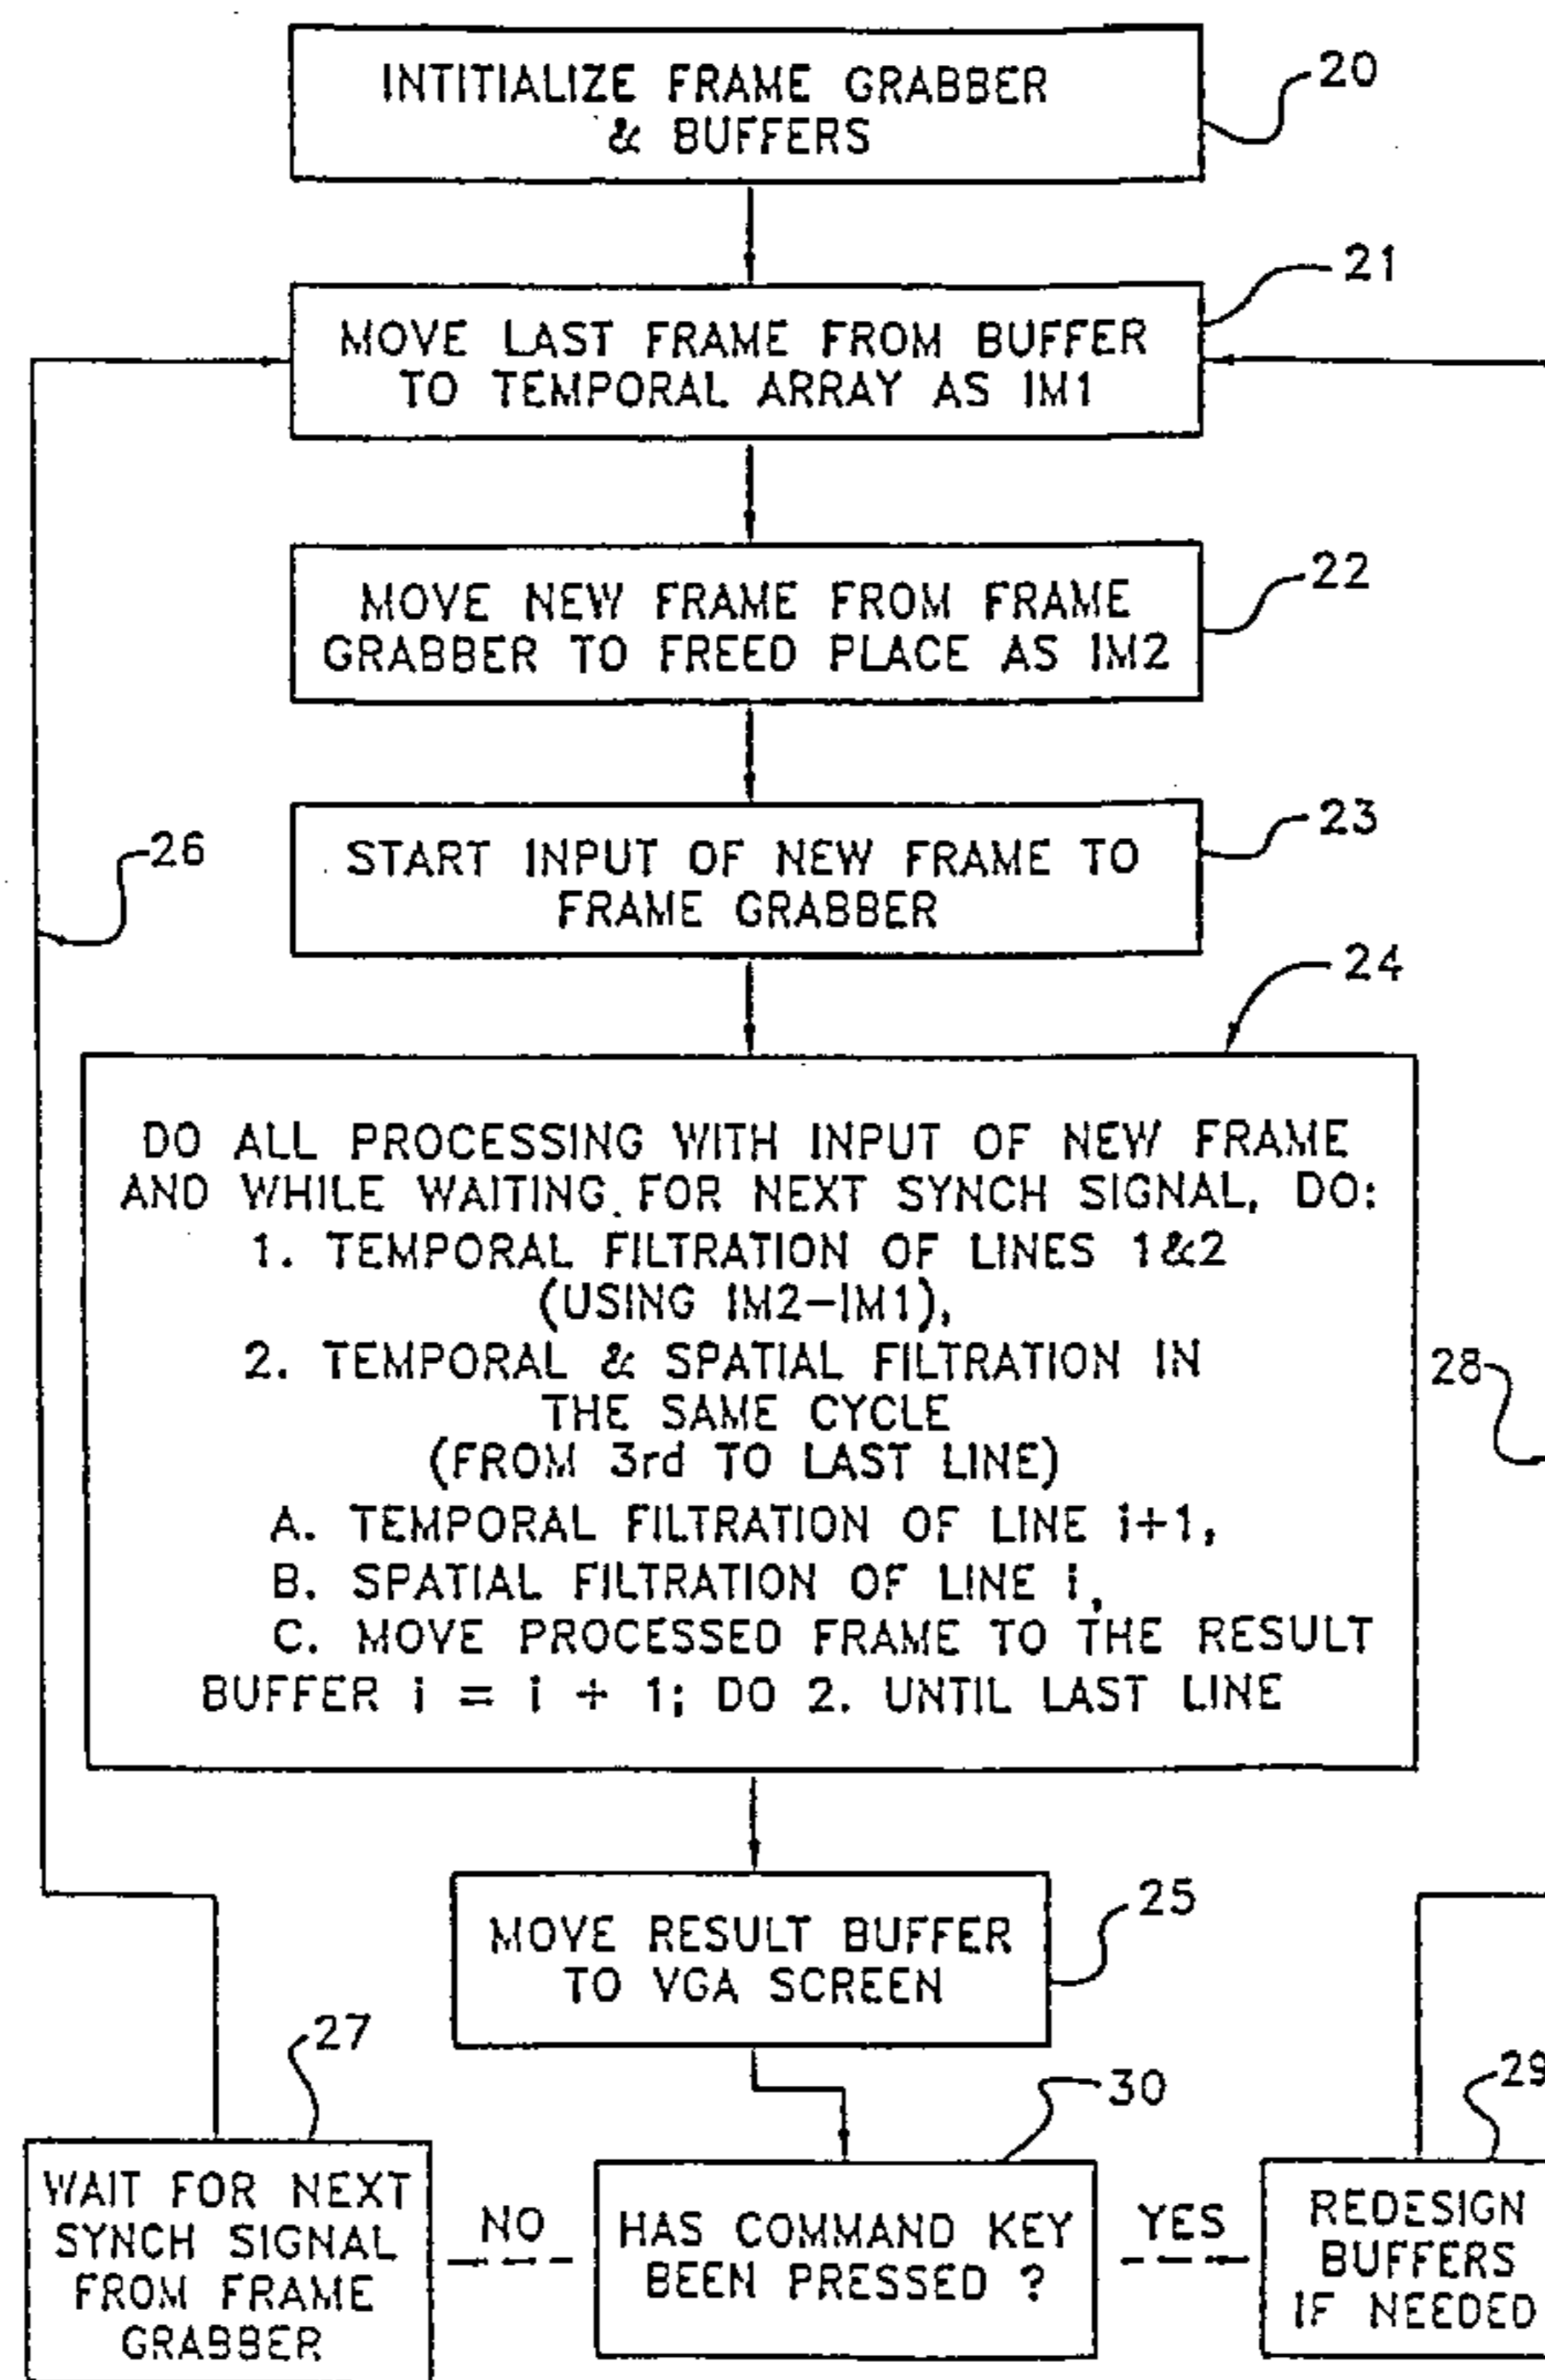 INTITIALIZE FRAME GRABBER
& BUFFERS
20
21
MOVE LAST FRAME FROM BUFFER
TO TEMPORAL ARRAY AS IM1
22
MOVE NEW FRAME FROM FRAME
GRABBER TO FREED PLACE AS IM2
23
START INPUT OF NEW FRAME TO
FRAME GRABBER
26
24
DO ALL PROCESSING WITH INPUT OF NEW FRAME
AND WHILE WAITING FOR NEXT SYNCH SIGNAL, DO:
1. TEMPORAL FILTRATION OF LINES 1&2
(USING IM2-IM1),
2. TEMPORAL & SPATIAL FILTRATION IN
THE SAME CYCLE
(FROM 3rd TO LAST LINE)
A. TEMPORAL FILTRATION OF LINE i+1,
B. SPATIAL FILTRATION OF LINE i,
C. MOVE PROCESSED FRAME TO THE RESULT
BUFFER i = i + 1; DO 2. UNTIL LAST LINE
28
25
MOVE RESULT BUFFER
TO VGA SCREEN
27
30
29
WAIT FOR NEXT
SYNCH SIGNAL
FROM FRAME
GRABBER
NO
HAS COMMAND KEY
BEEN PRESSED ?
YES
REDESIGN
BUFFERS
IF NEEDED